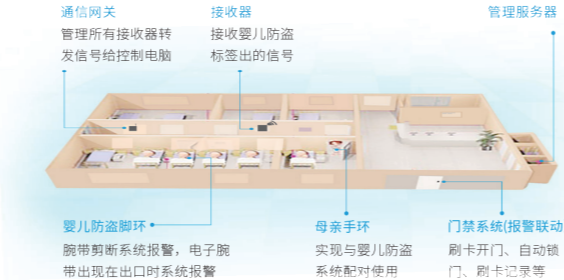 通信网关
管理所有接收器转
发信号给控制电脑
接收器
接收婴儿防盗
标签出的信号
管理服务器
婴儿防盗脚环
腕带剪断系统报警，电子腕
带出现在出口时系统报警
母亲手环
实现与婴儿防盗
系统配对使用
门禁系统(报警联动
刷卡开门、自动锁
门、刷卡记录等